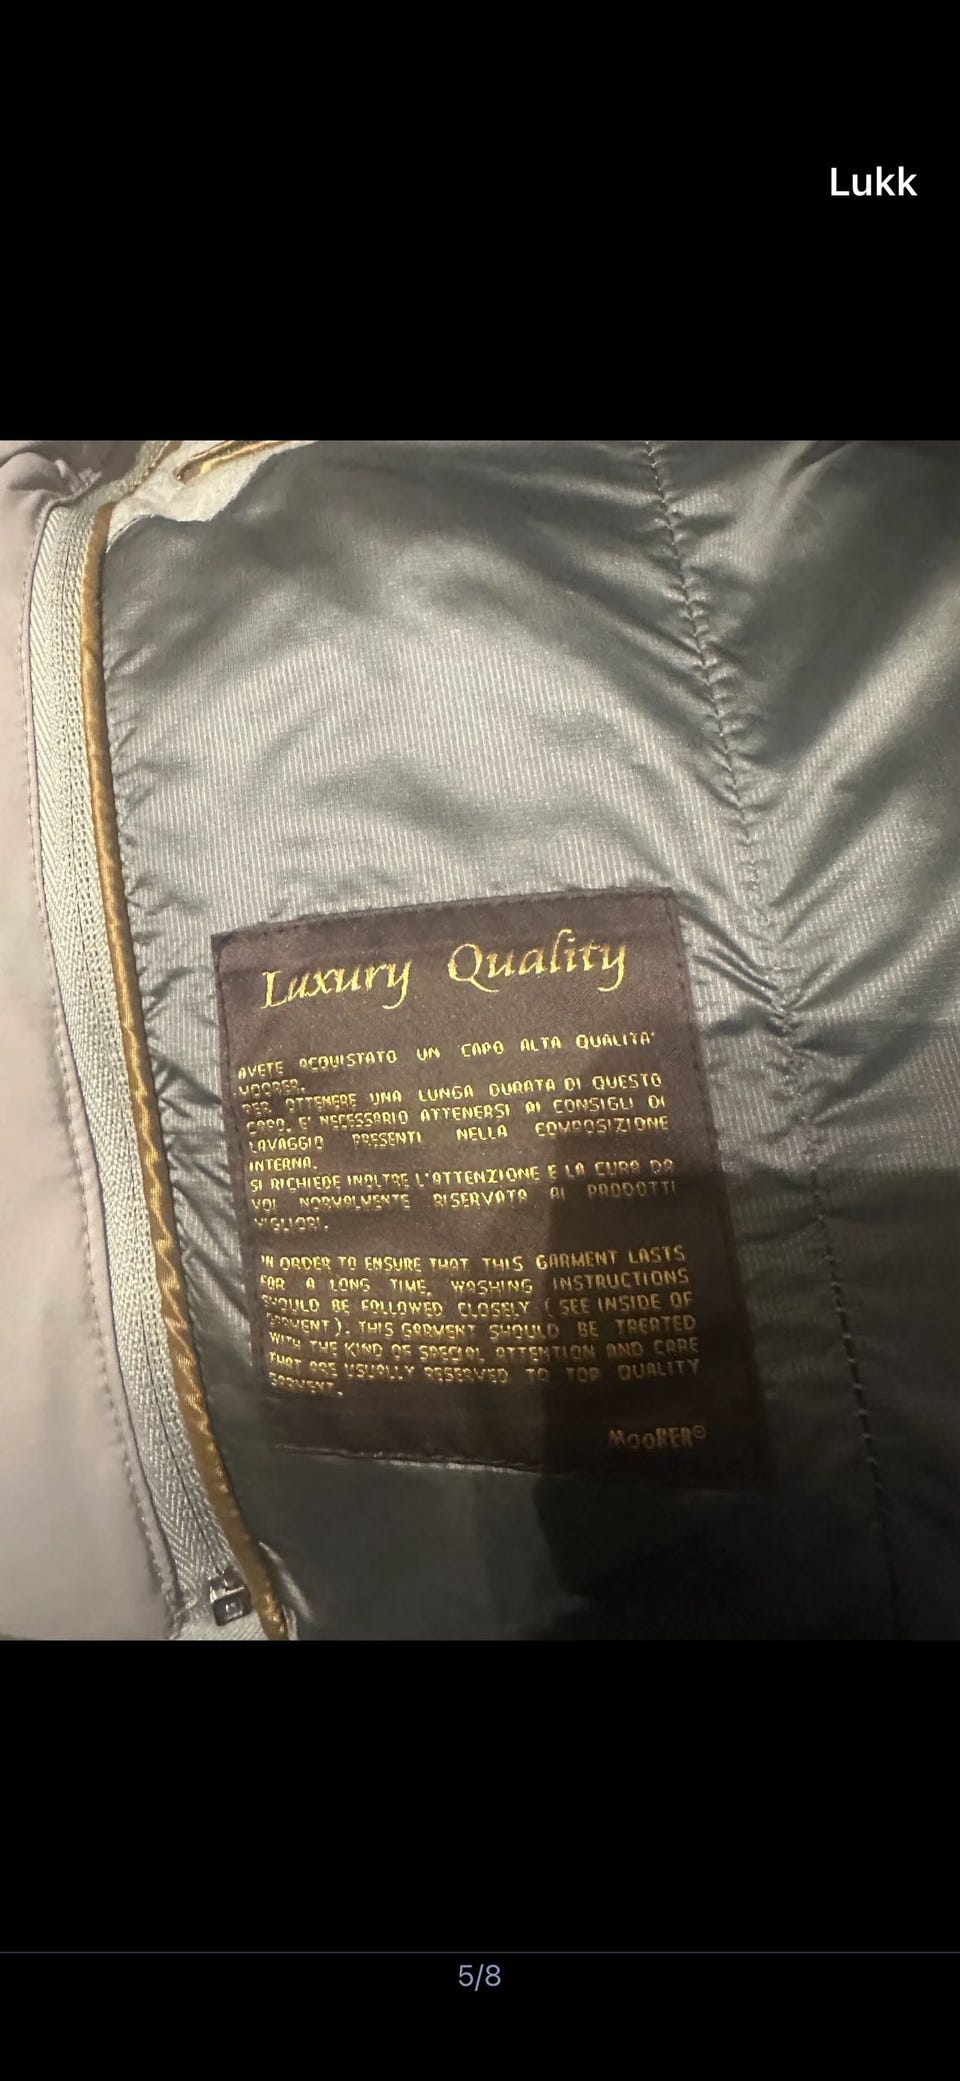 Lukk
Luxury Quality
AVETE ACQUISTATO UN CAPO ALTA QUALITA'
MOORER.
PER OTTENERE UNA LUNGA DURATA DI QUESTO
CAPO, E' NECESSARIO ATTENERSI AI CONSIGLI DI
LAVAGGIO PRESENTI NELLA COMPOSIZIONE
INTERNA.
SI RICHIEDE INOLTRE L'ATTENZIONE E LA CURA DA
VOI NORMALMENTE RISERVATA AI PRODOTTI
MIGLIORI.
IN ORDER TO ENSURE THAT THIS GARMENT LASTS
FOR A LONG TIME, WASHING INSTRUCTIONS
SHOULD BE FOLLOWED CLOSELY ( SEE INSIDE OF
GARMENT ). THIS GARMENT SHOULD BE TREATED
WITH THE KIND OF SPECIAL ATTENTION AND CARE
THAT ARE USUALLY RESERVED TO TOP QUALITY
GARMENT.
MOORER®
5/8